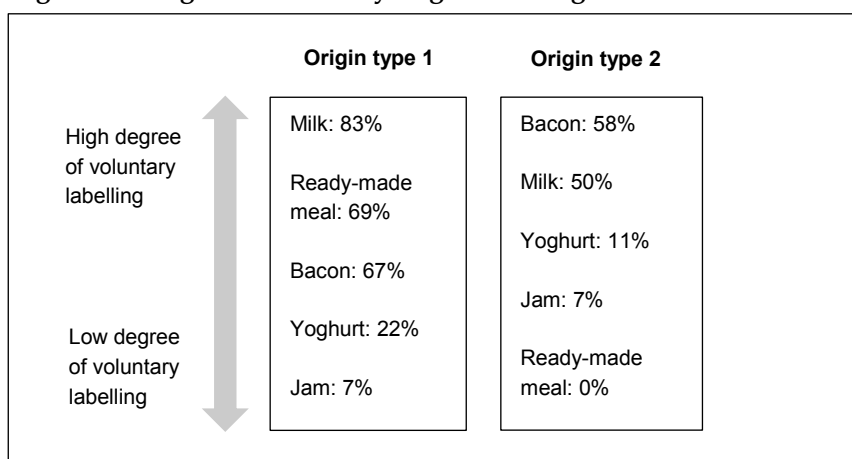 Origin type 1
Origin type 2
High degree
of voluntary
labelling
Low degree
of voluntary
labelling
Milk: 83%
Ready-made
meal: 69%
Bacon: 67%
Yoghurt: 22%
Jam: 7%
Bacon: 58%
Milk: 50%
Yoghurt: 11%
Jam: 7%
Ready-made
meal: 0%